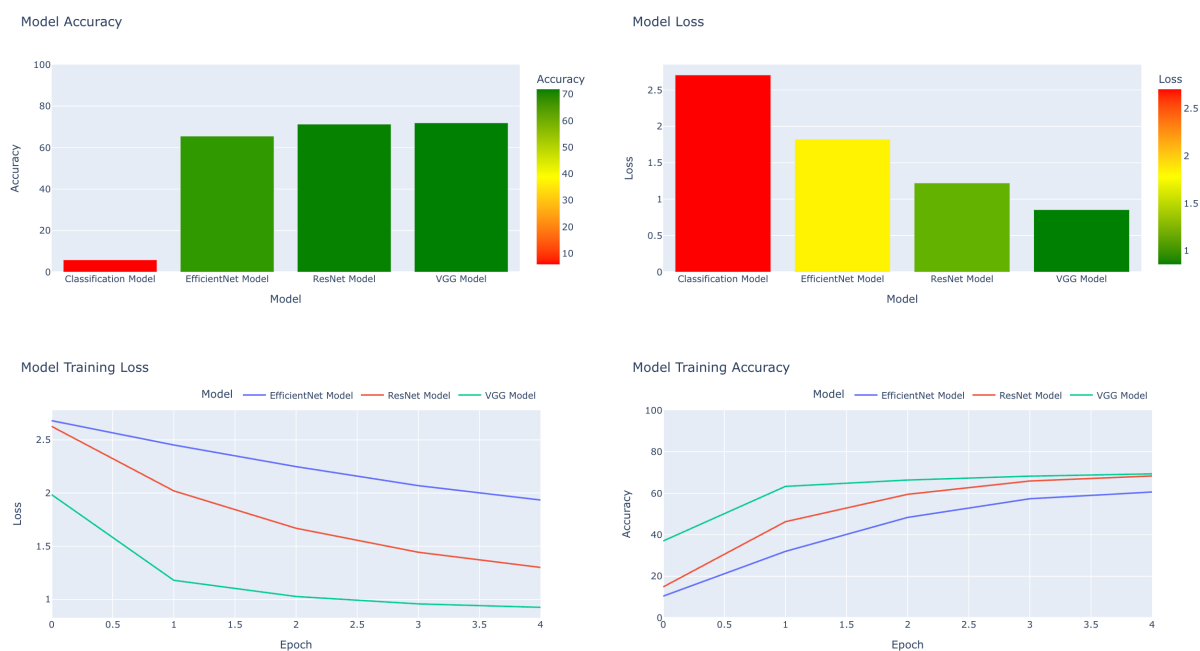 Model Accuracy
Model Loss
Accuracy
100
80
60
40
20
0
Classification Model
EfficientNet Model
ResNet Model
VGG Model
Model
Accuracy
70
60
50
40
30
20
10
Loss
2.5
2
1.5
1
0.5
0
Classification Model
EfficientNet Model
ResNet Model
VGG Model
Model
Loss
2.5
2
1.5
1
Model Training Loss
Model EfficientNet Model ResNet Model VGG Model
Loss
2.5
2
1.5
1
0 0.5 1 1.5 2 2.5 3 3.5 4
Epoch
Model Training Accuracy
Model EfficientNet Model ResNet Model VGG Model
Accuracy
100
80
60
40
20
0
0 0.5 1 1.5 2 2.5 3 3.5 4
Epoch